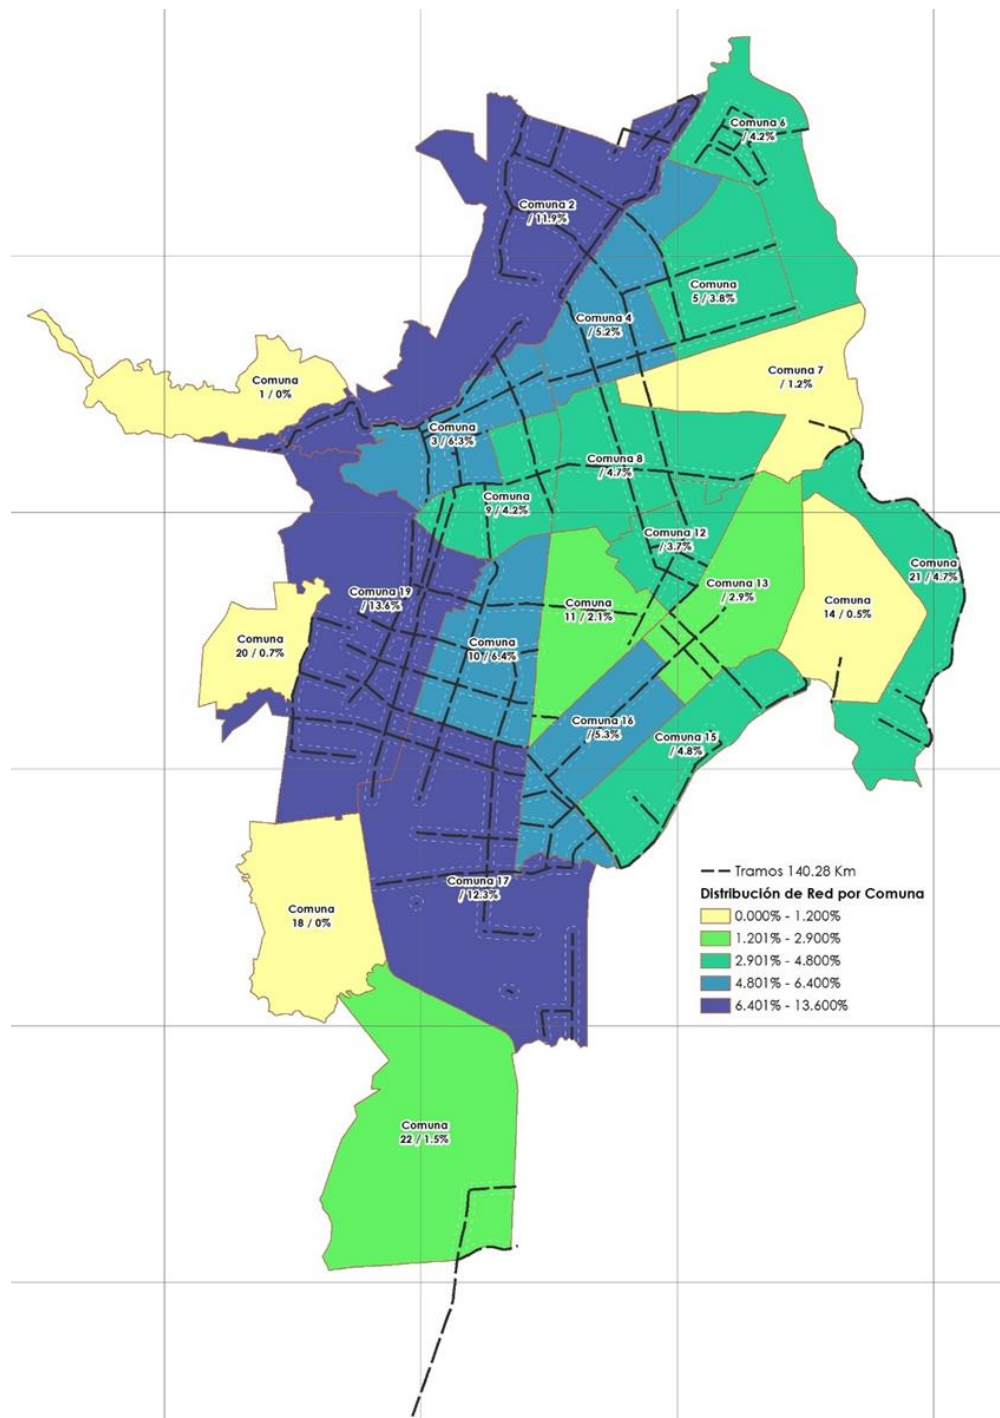 Comuna 6
/ 4.2%
Comuna 2
/ 11.9%
Comuna
5 / 3.8%
Comuna 4
/ 5.2%
Comuna 7
/ 1.2%
Comuna
1 / 0%
Comuna
3 / 6.3%
Comuna 8
/ 4.7%
Comuna
9 / 4.2%
Comuna 12
/ 3.7%
Comuna
21 / 4.7%
Comuna 13
/ 2.9%
Comuna 19
/ 13.6%
Comuna
11 / 2.1%
Comuna
14 / 0.5%
Comuna
20 / 0.7%
Comuna
10 / 6.4%
Comuna 16
/ 5.3%
Comuna 15
/ 4.8%
Comuna 17
/ 12.3%
Comuna
18 / 0%
Comuna
22 / 1.5%
Tramos 140.28 Km
Distribución de Red por Comuna
0.000% - 1.200%
1.201% - 2.900%
2.901% - 4.800%
4.801% - 6.400%
6.401% - 13.600%